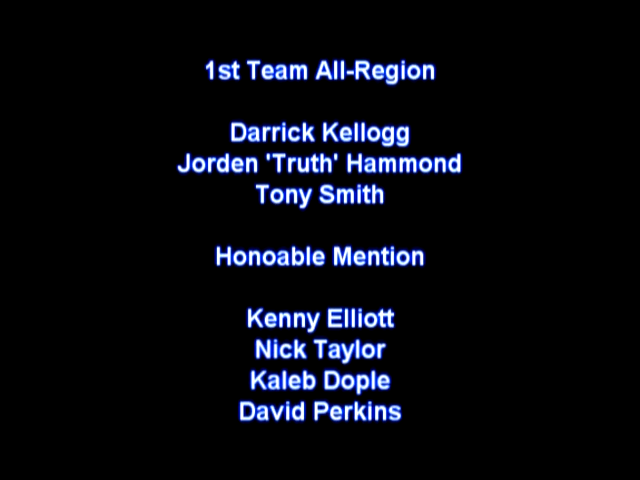 1st Team All-Region
Darrick Kellogg
Jorden 'Truth' Hammond
Tony Smith
Honoable Mention
Kenny Elliott
Nick Taylor
Kaleb Dople
David Perkins